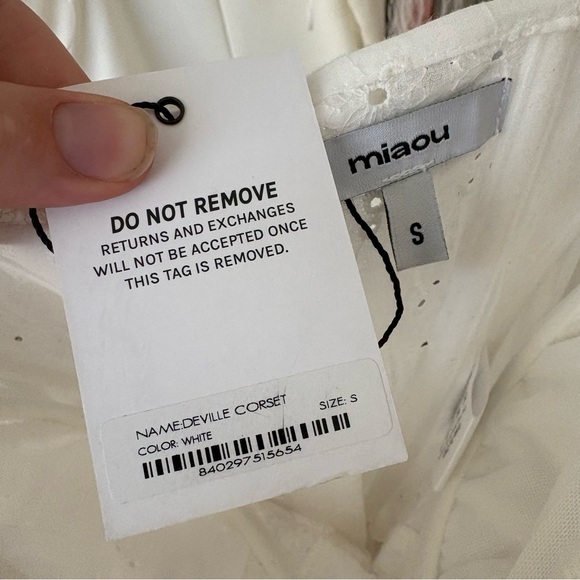 miaou
S
DO NOT REMOVE
RETURNS AND EXCHANGES
WILL NOT BE ACCEPTED ONCE
THIS TAG IS REMOVED.
NAME:DEVILLE CORSET
SIZE: S
COLOR: WHITE
840297515654